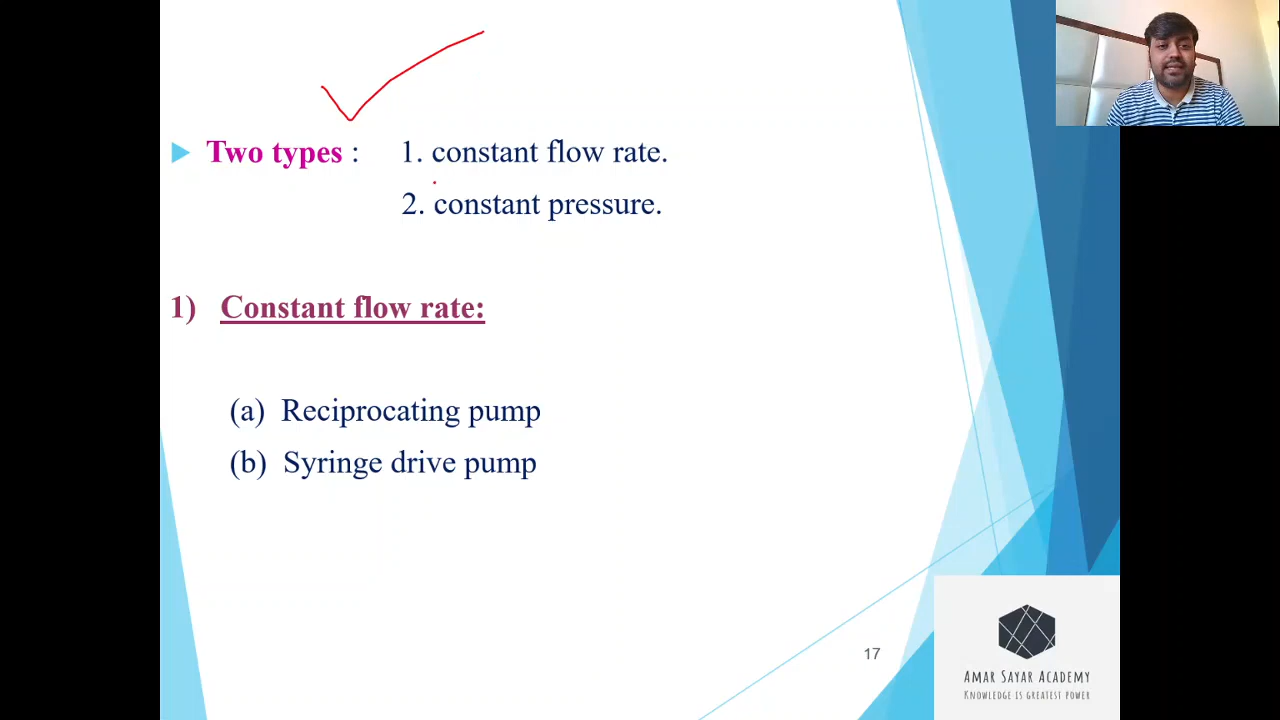 Two types : 1. constant flow rate.
2. constant pressure.
1) Constant flow rate:
(a) Reciprocating pump
(b) Syringe drive pump
17
AMAR SAYAR ACADEMY
KNOWLEDGE IS GREATEST POWER